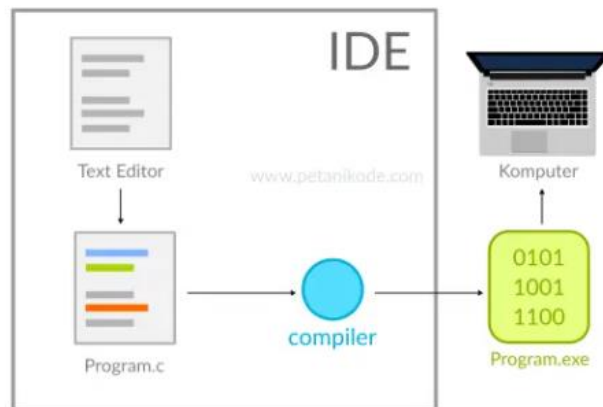 IDE
Text Editor
www.petanikode.com
Komputer
Program.c
compiler
0101
1001
1100
Program.exe